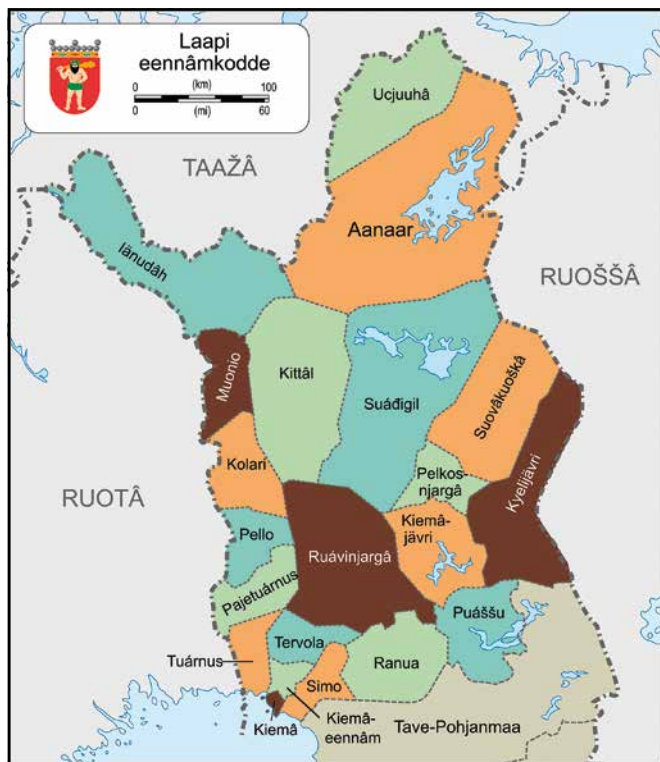 Laapi
eennâmkodde
0 (km) 100
0 (mi) 60
Ucjuuhâ
TAAŽÂ
Aanaar
Iänudâh
RUOŠŠÂ
Muonio
Kittâl
Suáđigil
Suovâkuoškâ
Kolari
Pelkos-
njargâ
Kyelijävri
RUOTÂ
Kiemâ-
jävri
Pello
Ruávinjargâ
Pajetuárnus
Puáššu
Tervola
Tuárnus
Ranua
Simo
Kiemâ
Kiemâ-
eennâm
Tave-Pohjanmaa